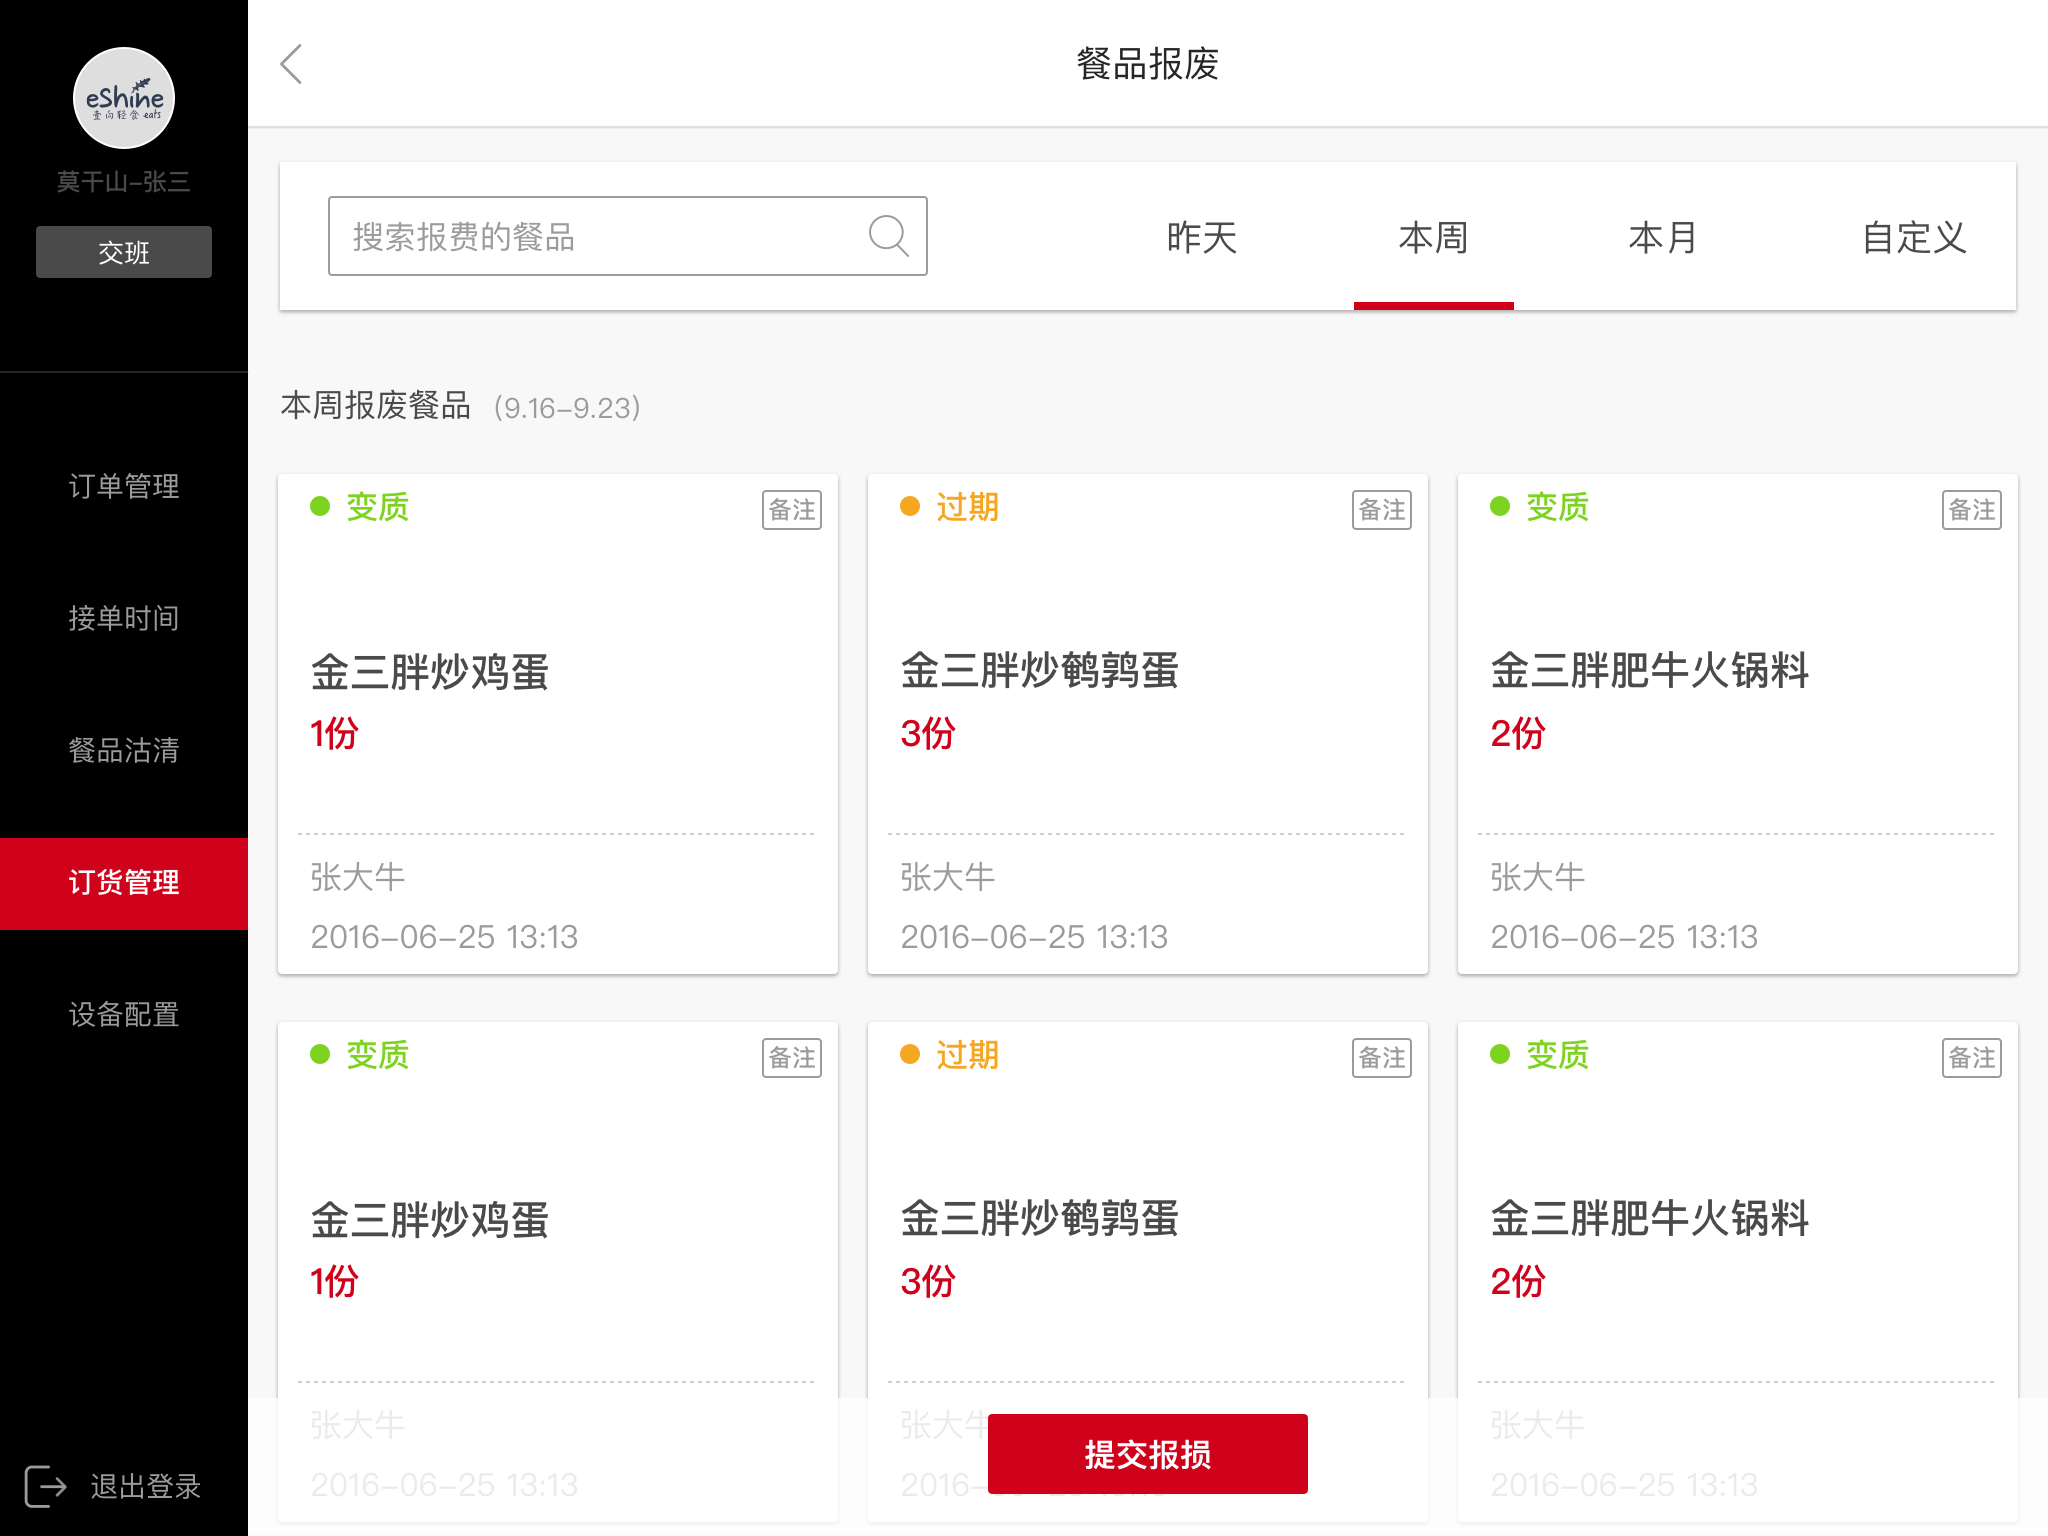 eShine
壹向轻食 eats
莫干山-张三
交班
订单管理
接单时间
餐品沽清
订货管理
设备配置
退出登录
餐品报废
搜索报费的餐品
昨天
本周
本月
自定义
本周报废餐品 (9.16-9.23)
变质
备注
金三胖炒鸡蛋
1份
张大牛
2016-06-25 13:13
过期
备注
金三胖炒鹌鹑蛋
3份
张大牛
2016-06-25 13:13
变质
备注
金三胖肥牛火锅料
2份
张大牛
2016-06-25 13:13
变质
备注
金三胖炒鸡蛋
1份
张大牛
2016-06-25 13:13
过期
备注
金三胖炒鹌鹑蛋
3份
张大牛
2016-
变质
备注
金三胖肥牛火锅料
2份
张大牛
2016-06-25 13:13
提交报损